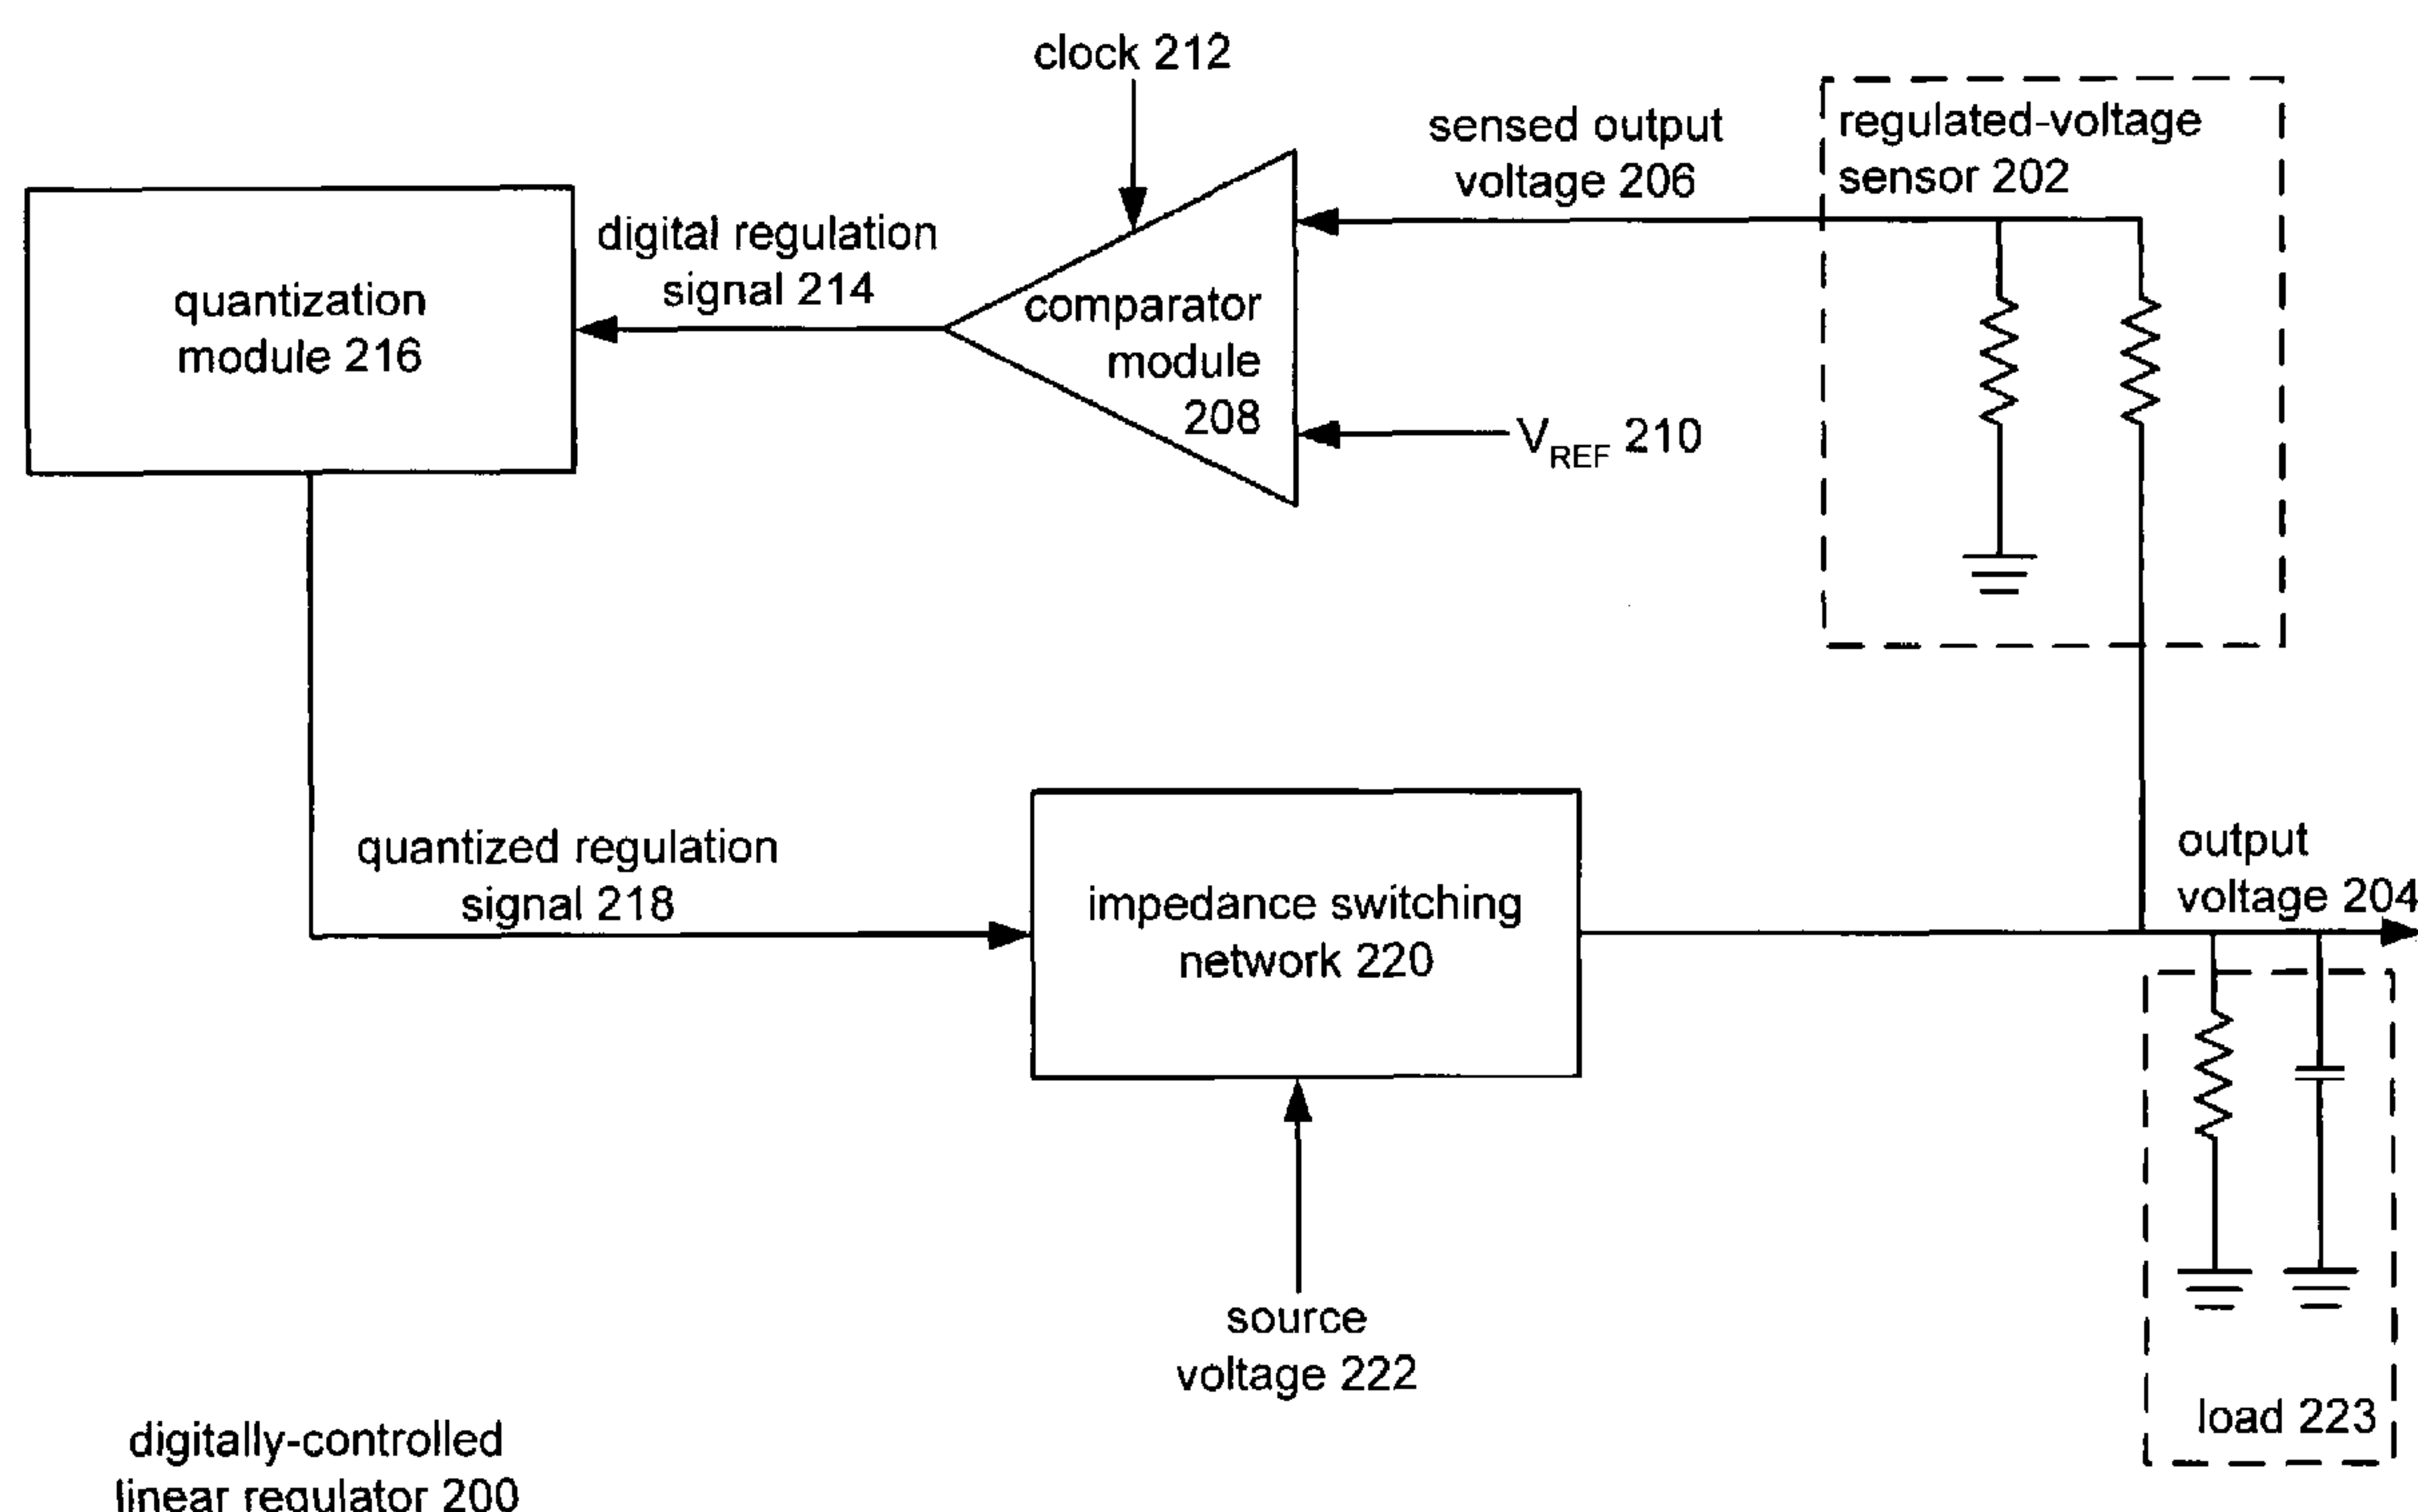 clock 212
sensed output
voltage 206
regulated-voltage
sensor 202
digital regulation
signal 214
quantization
module 216
comparator
module
208
VREF 210
quantized regulation
signal 218
impedance switching
network 220
output
voltage 204
source
voltage 222
load 223
digitally-controlled
linear regulator 200